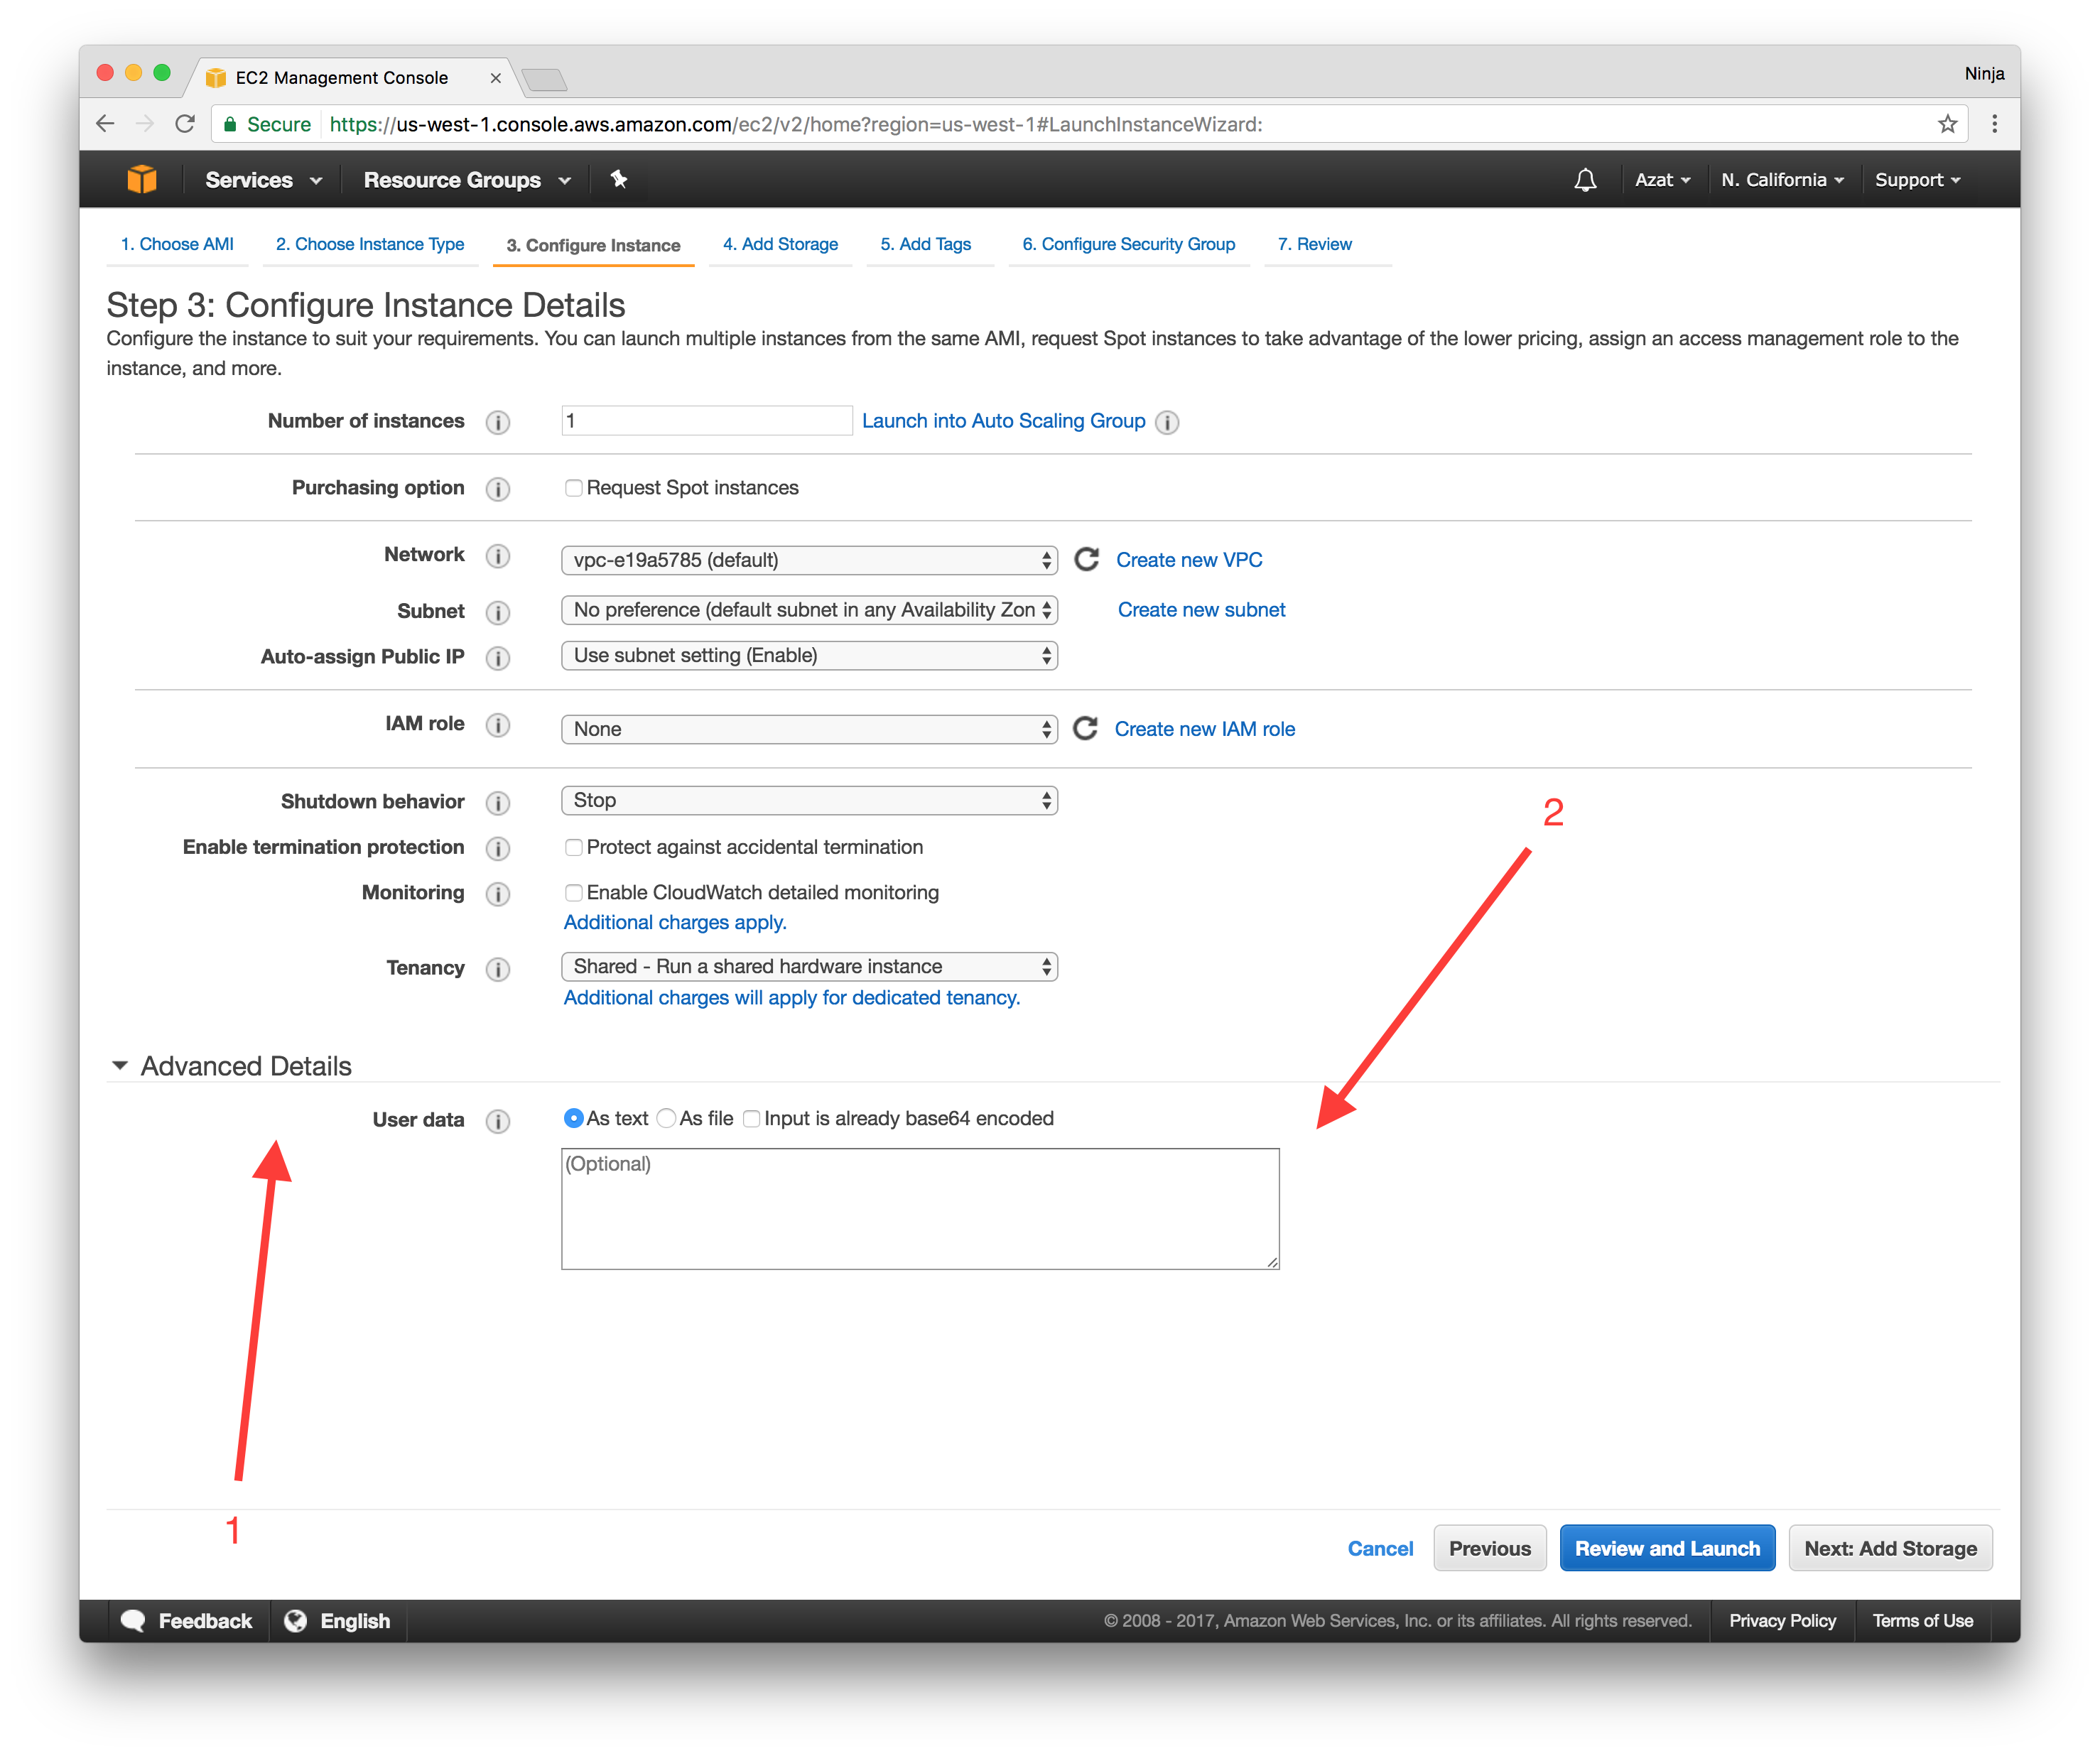 EC2 Management Console
Ninja
Secure https://us-west-1.console.aws.amazon.com/ec2/v2/home?region=us-west-1#LaunchInstanceWizard:
Services Resource Groups Azat N. California Support
1. Choose AMI 2. Choose Instance Type 3. Configure Instance 4. Add Storage 5. Add Tags 6. Configure Security Group 7. Review
Step 3: Configure Instance Details
Configure the instance to suit your requirements. You can launch multiple instances from the same AMI, request Spot instances to take advantage of the lower pricing, assign an access management role to the
instance, and more.
Number of instances 1 Launch into Auto Scaling Group
Purchasing option Request Spot instances
Network vpc-e19a5785 (default) Create new VPC
Subnet No preference (default subnet in any Availability Zon Create new subnet
Auto-assign Public IP Use subnet setting (Enable)
IAM role None Create new IAM role
Shutdown behavior Stop
2
Enable termination protection Protect against accidental termination
Monitoring Enable CloudWatch detailed monitoring
Additional charges apply.
Tenancy Shared - Run a shared hardware instance
Additional charges will apply for dedicated tenancy.
Advanced Details
User data As text As file Input is already base64 encoded
(Optional)
1
Cancel Previous Review and Launch Next: Add Storage
Feedback English © 2008 - 2017, Amazon Web Services, Inc. or its affiliates. All rights reserved. Privacy Policy Terms of Use